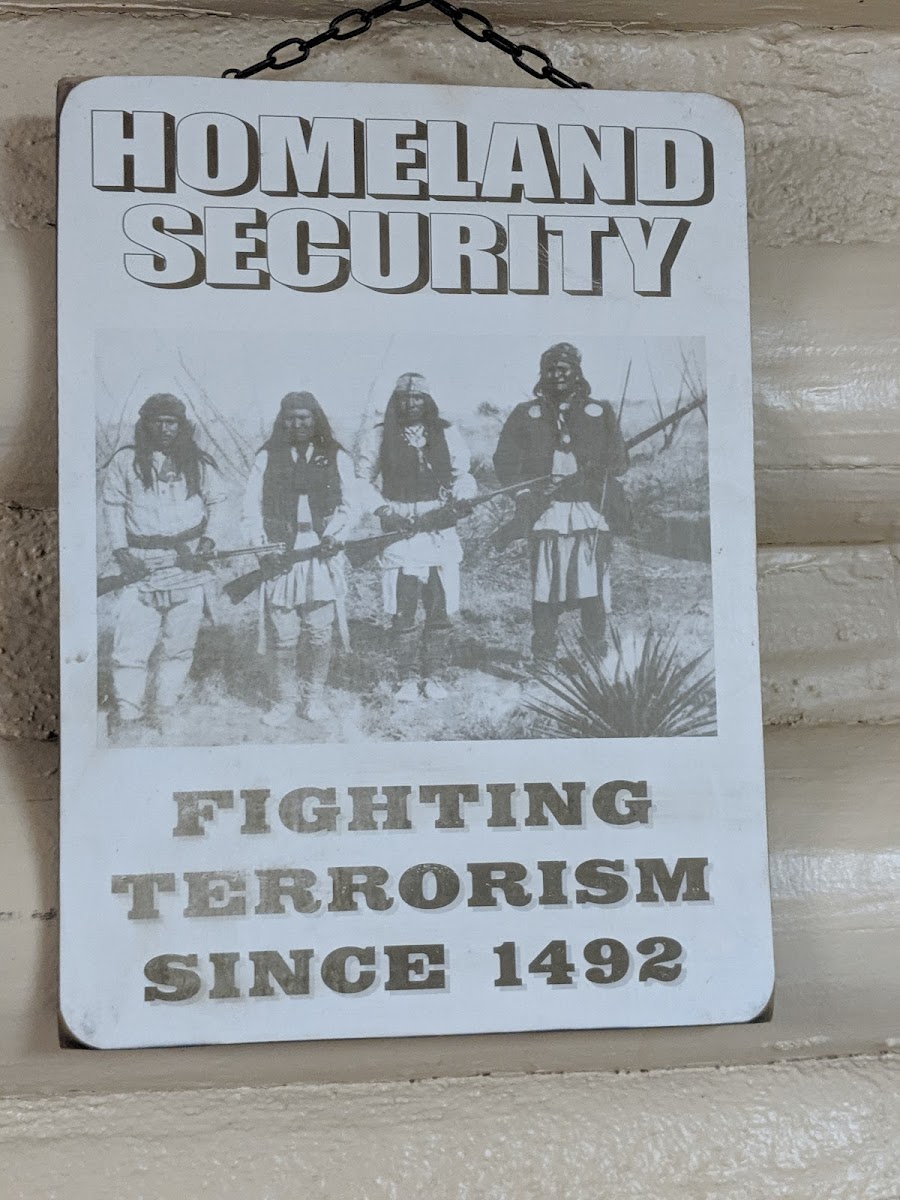 HOMELAND
SECURITY
FIGHTING
TERRORISM
SINCE 1492